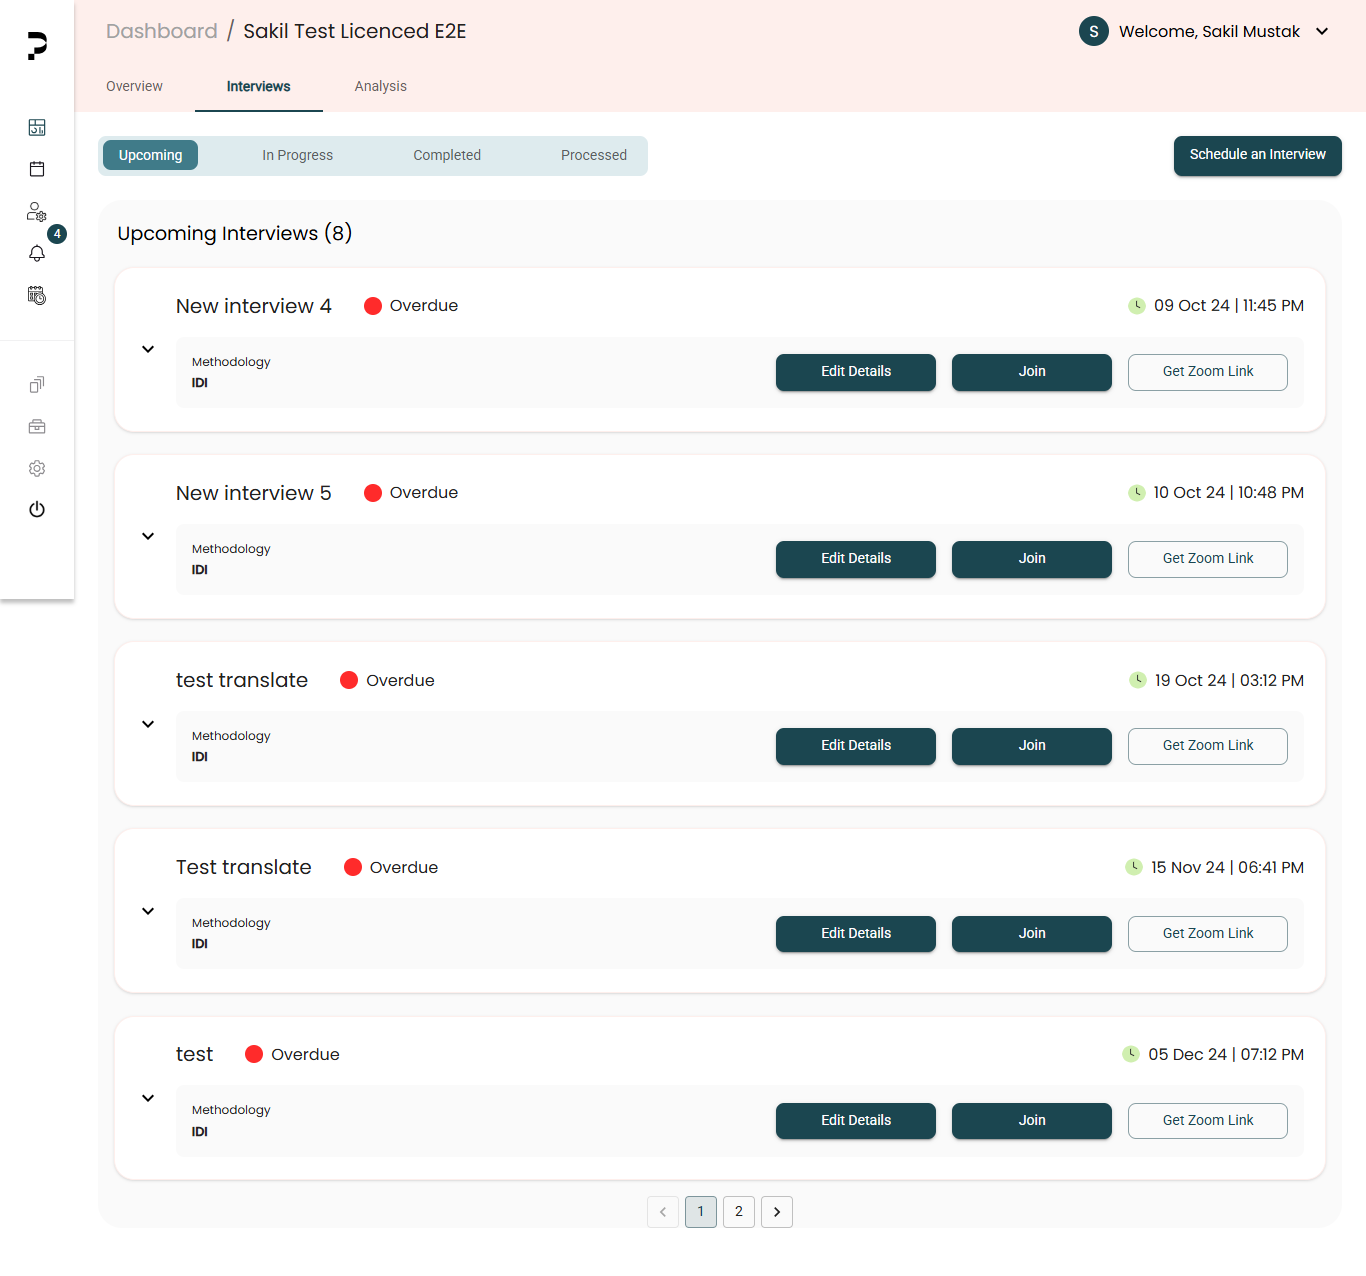 Dashboard / Sakil Test Licenced E2E
S Welcome, Sakil Mustak
Overview Interviews Analysis
Upcoming In Progress Completed Processed
Schedule an Interview
4
Upcoming Interviews (8)
New interview 4 Overdue 09 Oct 24 | 11:45 PM
Methodology
IDI
Edit Details Join Get Zoom Link
New interview 5 Overdue 10 Oct 24 | 10:48 PM
Methodology
IDI
Edit Details Join Get Zoom Link
test translate Overdue 19 Oct 24 | 03:12 PM
Methodology
IDI
Edit Details Join Get Zoom Link
Test translate Overdue 15 Nov 24 | 06:41 PM
Methodology
IDI
Edit Details Join Get Zoom Link
test Overdue 05 Dec 24 | 07:12 PM
Methodology
IDI
Edit Details Join Get Zoom Link
1 2